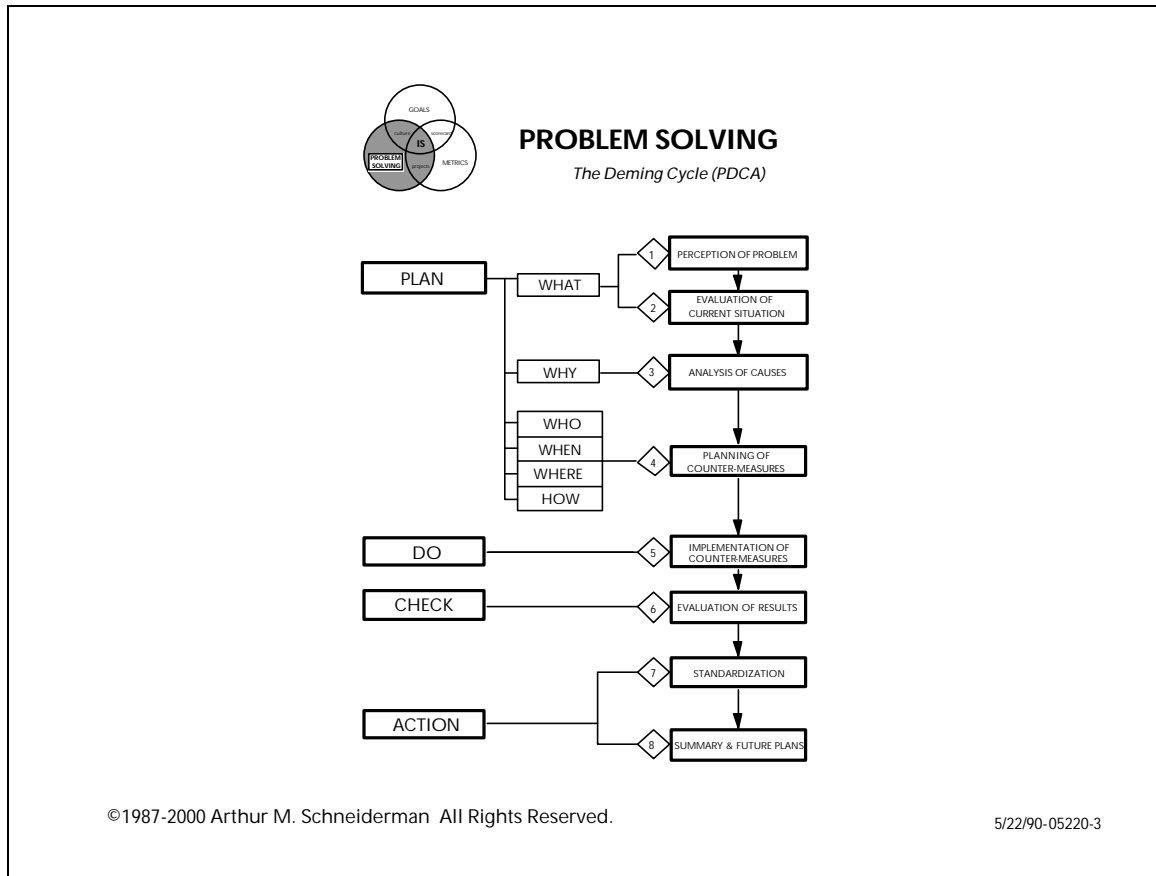 GOALS
culture
scorecard
IS
PROBLEM
SOLVING
projects
METRICS
PROBLEM SOLVING
The Deming Cycle (PDCA)
PLAN
WHAT
1
PERCEPTION OF PROBLEM
2
EVALUATION OF
CURRENT SITUATION
WHY
3
ANALYSIS OF CAUSES
WHO
WHEN
WHERE
HOW
4
PLANNING OF
COUNTER-MEASURES
DO
5
IMPLEMENTATION OF
COUNTER-MEASURES
CHECK
6
EVALUATION OF RESULTS
ACTION
7
STANDARDIZATION
8
SUMMARY & FUTURE PLANS
©1987-2000 Arthur M. Schneiderman All Rights Reserved.
5/22/90-05220-3